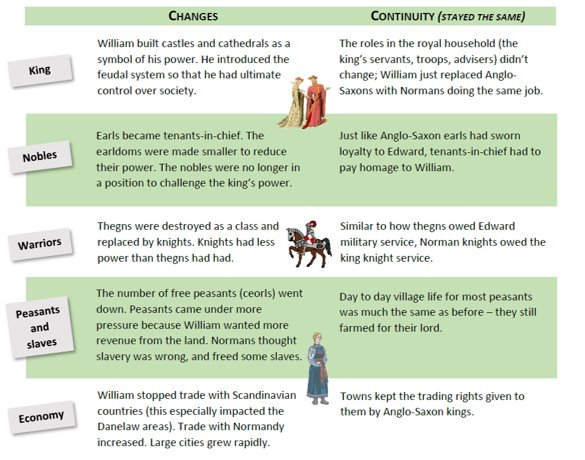 CHANGES
CONTINUITY (STAYED THE SAME)
King
William built castles and cathedrals as a
symbol of his power. He introduced the
feudal system so that he had ultimate
control over society.
The roles in the royal household (the
king's servants, troops, advisers) didn't
change; William just replaced Anglo-
Saxons with Normans doing the same job.
Nobles
Earls became tenants-in-chief. The
earldoms were made smaller to reduce
their power. The nobles were no longer in
a position to challenge the king's power.
Just like Anglo-Saxon earls had sworn
loyalty to Edward, tenants-in-chief had to
pay homage to William.
Warriors
Thegns were destroyed as a class and
replaced by knights. Knights had less
power than thegns had had.
Similar to how thegns owed Edward
military service, Norman knights owed the
king knight service.
Peasants
and
slaves
The number of free peasants (ceorls) went
down. Peasants came under more
pressure because William wanted more
revenue from the land. Normans thought
slavery was wrong, and freed some slaves.
Day to day village life for most peasants
was much the same as before – they still
farmed for their lord.
Economy
William stopped trade with Scandinavian
countries (this especially impacted the
Danelaw areas). Trade with Normandy
increased. Large cities grew rapidly.
Towns kept the trading rights given to
them by Anglo-Saxon kings.